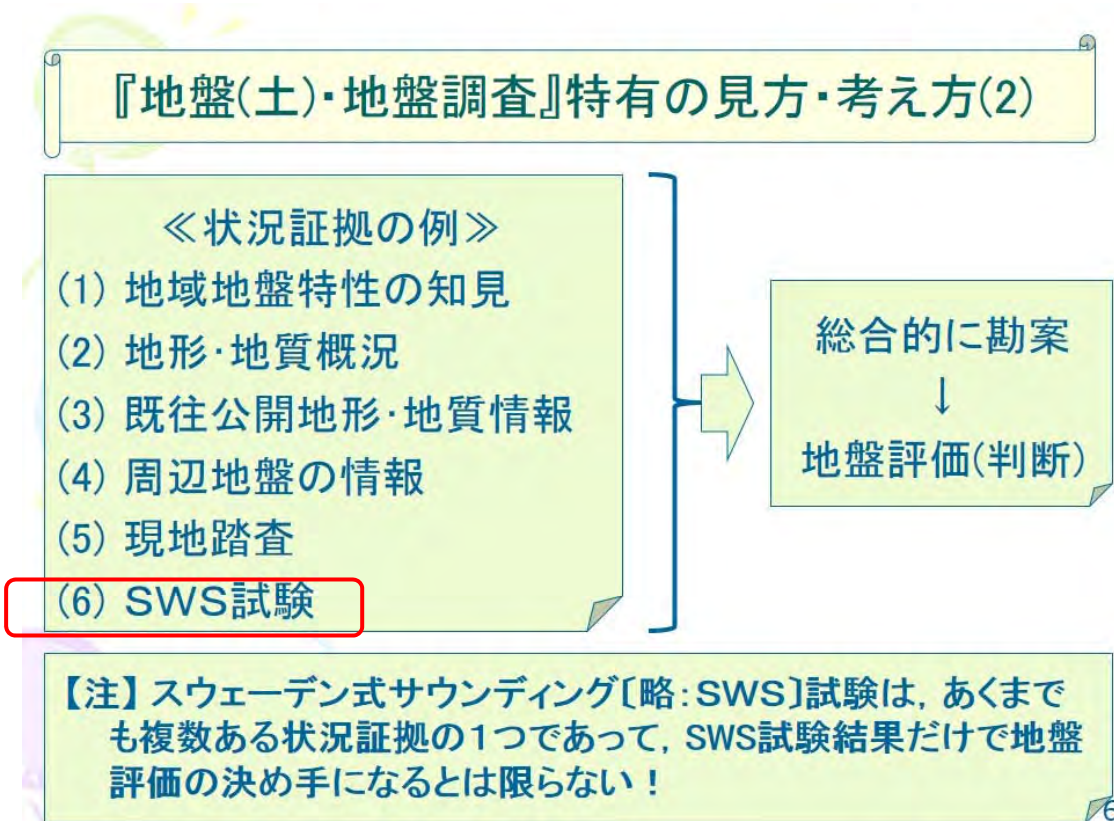 『地盤(土)・地盤調査』特有の見方・考え方(2)
≪状況証拠の例≫
(1) 地域地盤特性の知見
(2) 地形・地質概況
(3) 既往公開地形・地質情報
(4) 周辺地盤の情報
(5) 現地踏査
(6) SWS試験
総合的に勘案
↓
地盤評価(判断)
【注】スウェーデン式サウンディング〔略:SWS〕試験は, あくまで
も複数ある状況証拠の1つであって, SWS試験結果だけで地盤
評価の決め手になるとは限らない!
6